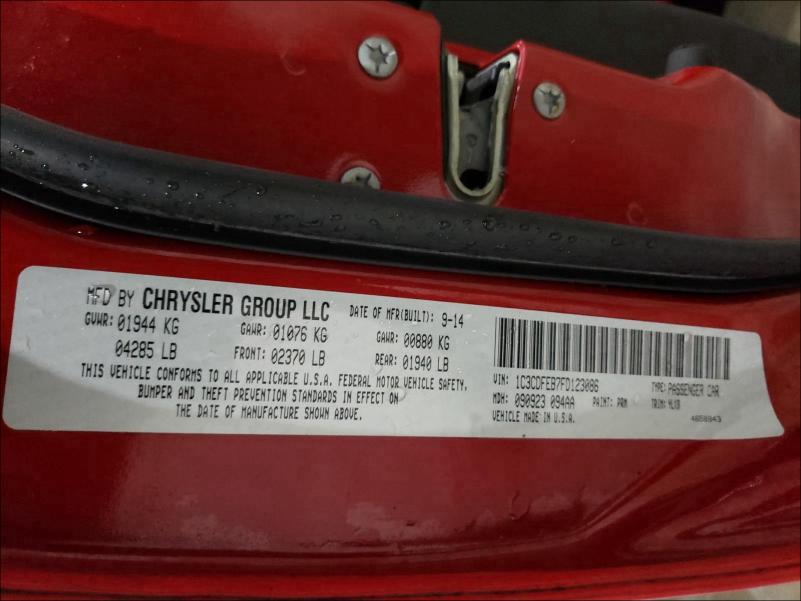 MFD BY CHRYSLER GROUP LLC
DATE OF MFR(BUILT): 9-14
GVWR: 01944 KG
GAWR: 01076 KG
GAWR: 00880 KG
04285 LB
FRONT: 02370 LB
REAR: 01940 LB
THIS VEHICLE CONFORMS TO ALL APPLICABLE U.S.A. FEDERAL MOTOR VEHICLE SAFETY,
BUMPER AND THEFT PREVENTION STANDARDS IN EFFECT ON
THE DATE OF MANUFACTURE SHOWN ABOVE.
VIN: 1C3CDFEB7FD123086
TYPE: PASSENGER CAR
MDH: 090923 094AA
PAINT: PRM
TRIM:
VEHICLE MADE IN U.S.A.